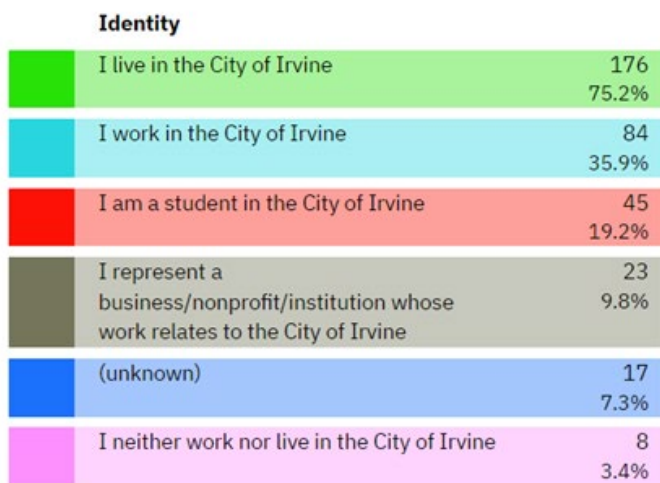 Identity
I live in the City of Irvine 176
75.2%
I work in the City of Irvine 84
35.9%
I am a student in the City of Irvine 45
19.2%
I represent a 23
business/nonprofit/institution whose 9.8%
work relates to the City of Irvine
(unknown) 17
7.3%
I neither work nor live in the City of Irvine 8
3.4%